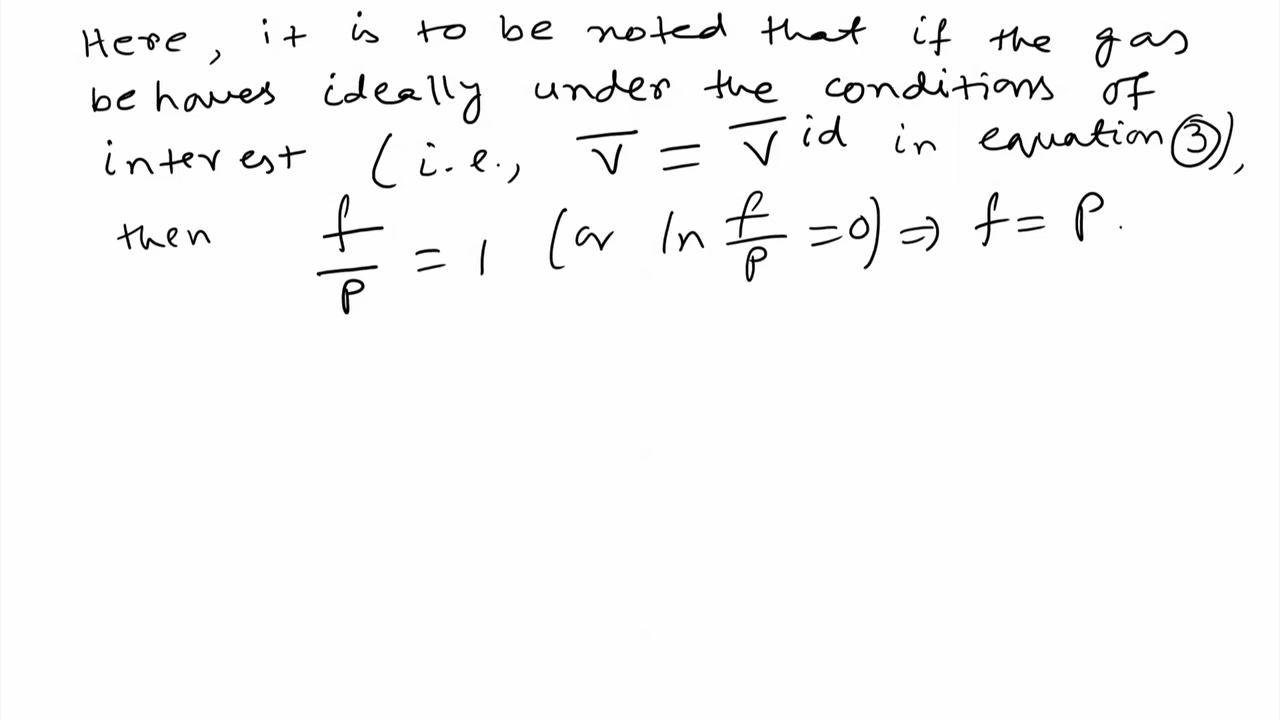 Here, it is to be noted that if the gas
behaves ideally under the conditions of
interest (i.e., V̅ = V̅ id in equation ③),
then f/P = 1 (or ln f/P = 0) ⇒ f = P.